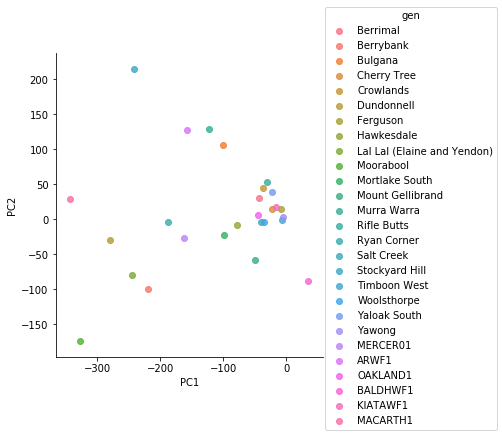 gen
Berrimal
Berrybank
Bulgana
Cherry Tree
Crowlands
Dundonnell
Ferguson
Hawkesdale
Lal Lal (Elaine and Yendon)
Moorabool
Mortlake South
Mount Gellibrand
Murra Warra
Rifle Butts
Ryan Corner
Salt Creek
Stockyard Hill
Timboon West
Woolsthorpe
Yaloak South
Yawong
MERCER01
ARWF1
OAKLAND1
BALDHWF1
KIATAWF1
MACARTH1
PC2
200
150
100
50
0
−50
−100
−150
−300 −200 −100 0
PC1